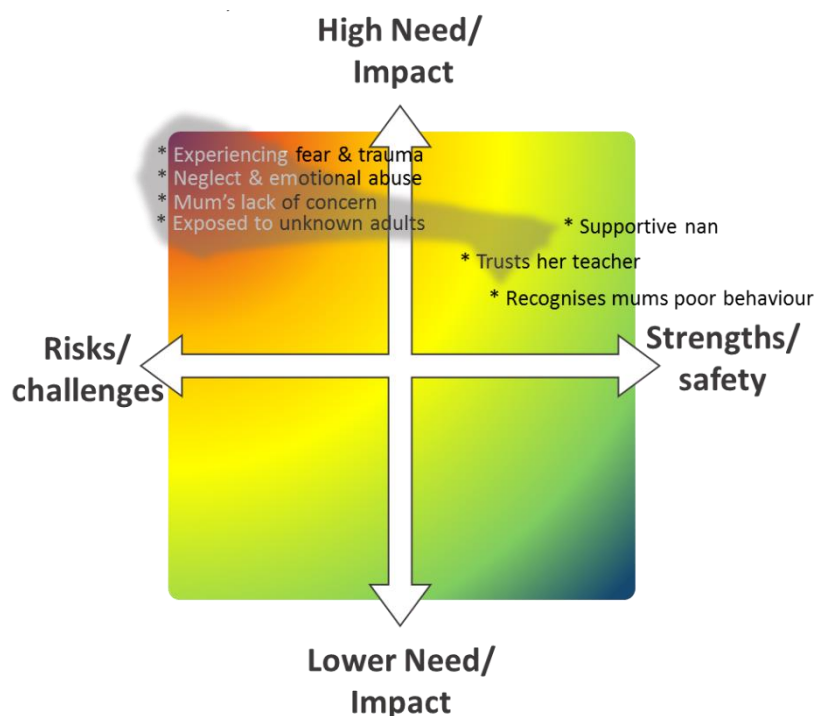 High Need/
Impact
* Experiencing fear & trauma
* Neglect & emotional abuse
* Mum's lack of concern
* Exposed to unknown adults
* Supportive nan
* Trusts her teacher
* Recognises mums poor behaviour
Risks/
challenges
Strengths/
safety
Lower Need/
Impact